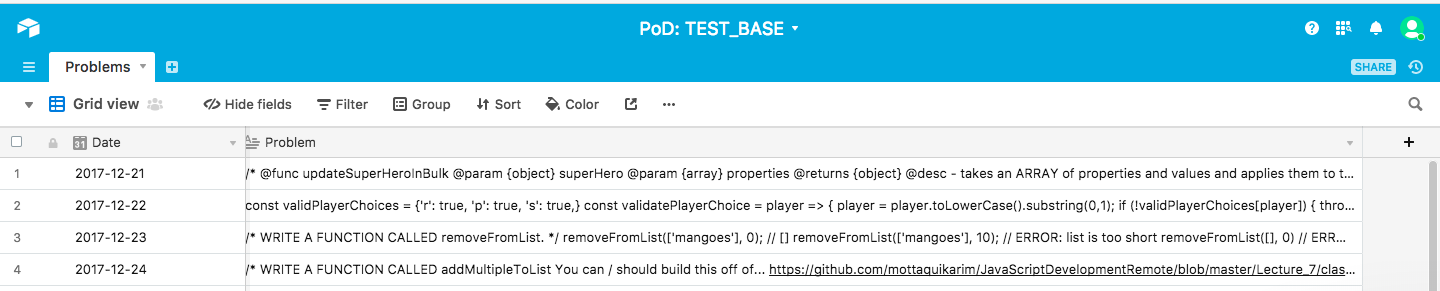 PoD: TEST_BASE
Problems
SHARE
Grid view
Hide fields
Filter
Group
Sort
Color
31 Date
Problem
1 2017-12-21 /* @func updateSuperHeroInBulk @param {object} superHero @param {array} properties @returns {object} @desc - takes an ARRAY of properties and values and applies them to t...
2 2017-12-22 const validPlayerChoices = {'r': true, 'p': true, 's': true,} const validatePlayerChoice = player => { player = player.toLowerCase().substring(0,1); if (!validPlayerChoices[player]) { thro...
3 2017-12-23 /* WRITE A FUNCTION CALLED removeFromList. */ removeFromList(['mangoes'], 0); // [] removeFromList(['mangoes'], 10); // ERROR: list is too short removeFromList([], 0) // ERR...
4 2017-12-24 /* WRITE A FUNCTION CALLED addMultipleToList You can / should build this off of... https://github.com/mottaquikarim/JavaScriptDevelopmentRemote/blob/master/Lecture_7/clas...